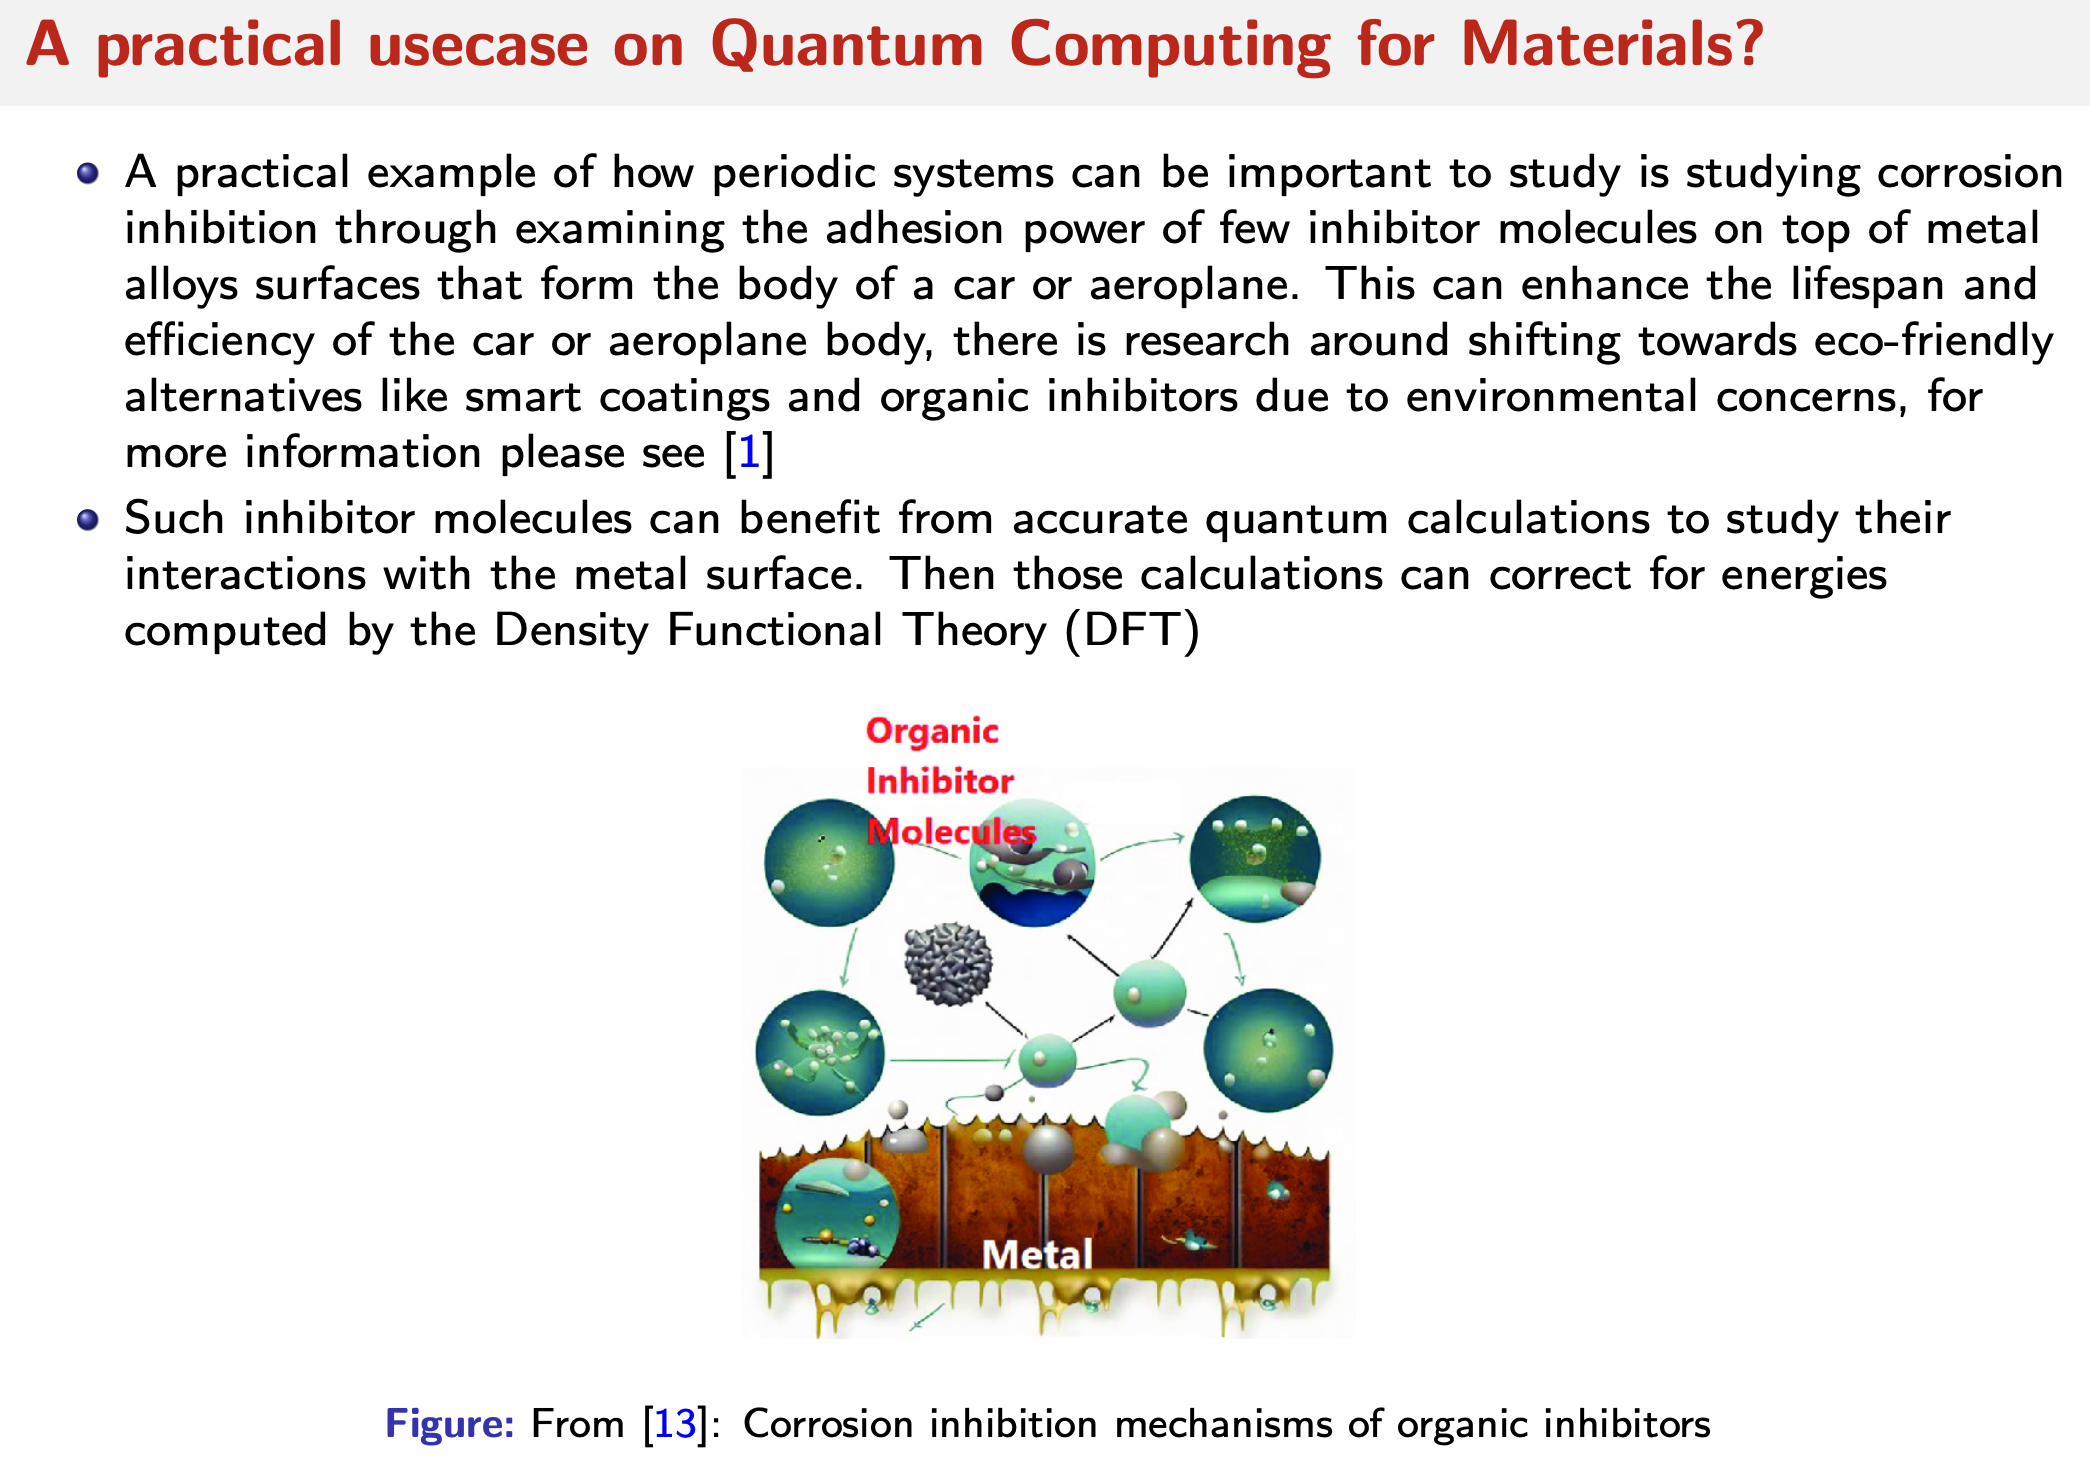 A practical usecase on Quantum Computing for Materials?
A practical example of how periodic systems can be important to study is studying corrosion
inhibition through examining the adhesion power of few inhibitor molecules on top of metal
alloys surfaces that form the body of a car or aeroplane. This can enhance the lifespan and
efficiency of the car or aeroplane body, there is research around shifting towards eco-friendly
alternatives like smart coatings and organic inhibitors due to environmental concerns, for
more information please see [1]
Such inhibitor molecules can benefit from accurate quantum calculations to study their
interactions with the metal surface. Then those calculations can correct for energies
computed by the Density Functional Theory (DFT)
Organic
Inhibitor
Molecules
Metal
Figure: From [13]: Corrosion inhibition mechanisms of organic inhibitors